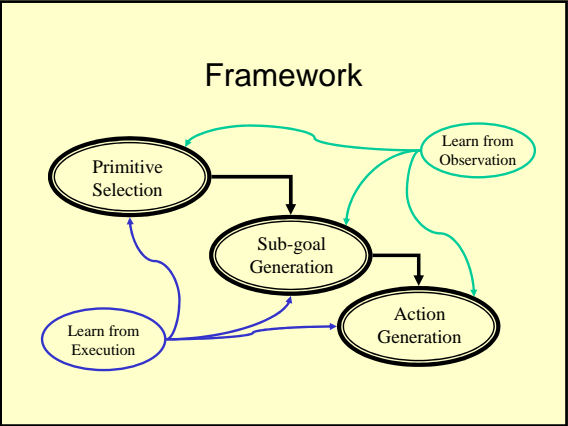 Framework
Learn from
Observation
Primitive
Selection
Sub-goal
Generation
Action
Generation
Learn from
Execution